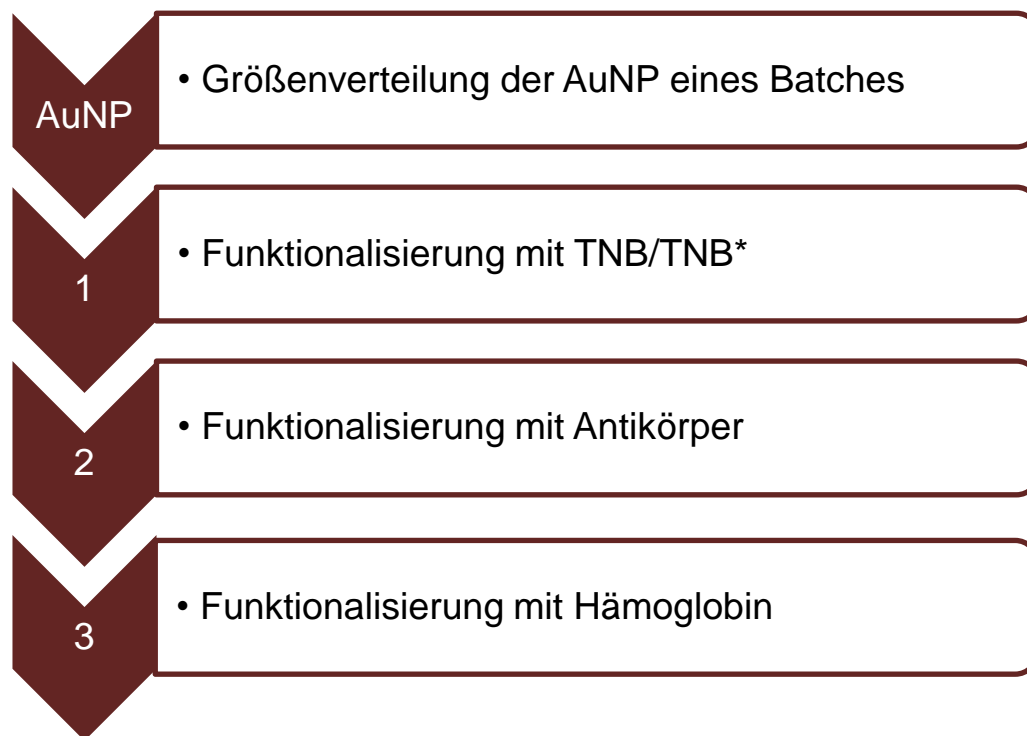 AuNP
• Größenverteilung der AuNP eines Batches
1
• Funktionalisierung mit TNB/TNB*
2
• Funktionalisierung mit Antikörper
3
• Funktionalisierung mit Hämoglobin